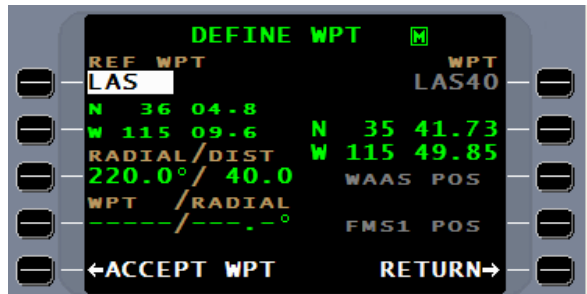 DEFINE WPT M
REF WPT WPT
LAS LAS40
N 36 04.8
W 115 09.6 N 35 41.73
RADIAL/DIST W 115 49.85
220.0°/ 40.0 WAAS POS
WPT /RADIAL
-----/---.-° FMS1 POS
←ACCEPT WPT RETURN→